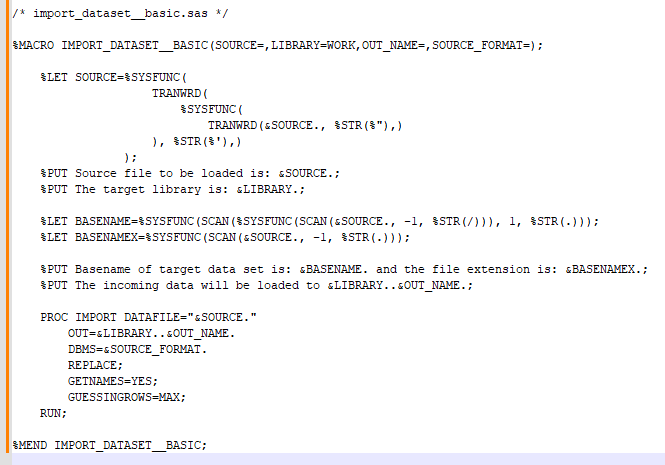 /* import_dataset__basic.sas */
%MACRO IMPORT_DATASET__BASIC(SOURCE=,LIBRARY=WORK,OUT_NAME=,SOURCE_FORMAT=);
%LET SOURCE=%SYSFUNC(
TRANWRD(
%SYSFUNC(
TRANWRD(&SOURCE., %STR(%"),)
), %STR(%'),)
);
%PUT Source file to be loaded is: &SOURCE.;
%PUT The target library is: &LIBRARY.;
%LET BASENAME=%SYSFUNC(SCAN(%SYSFUNC(SCAN(&SOURCE., -1, %STR(/))), 1, %STR(.)));
%LET BASENAMEX=%SYSFUNC(SCAN(&SOURCE., -1, %STR(.)));
%PUT Basename of target data set is: &BASENAME. and the file extension is: &BASENAMEX.;
%PUT The incoming data will be loaded to &LIBRARY..&OUT_NAME.;
PROC IMPORT DATAFILE="&SOURCE."
OUT=&LIBRARY..&OUT_NAME.
DBMS=&SOURCE_FORMAT.
REPLACE;
GETNAMES=YES;
GUESSINGROWS=MAX;
RUN;
%MEND IMPORT_DATASET__BASIC;